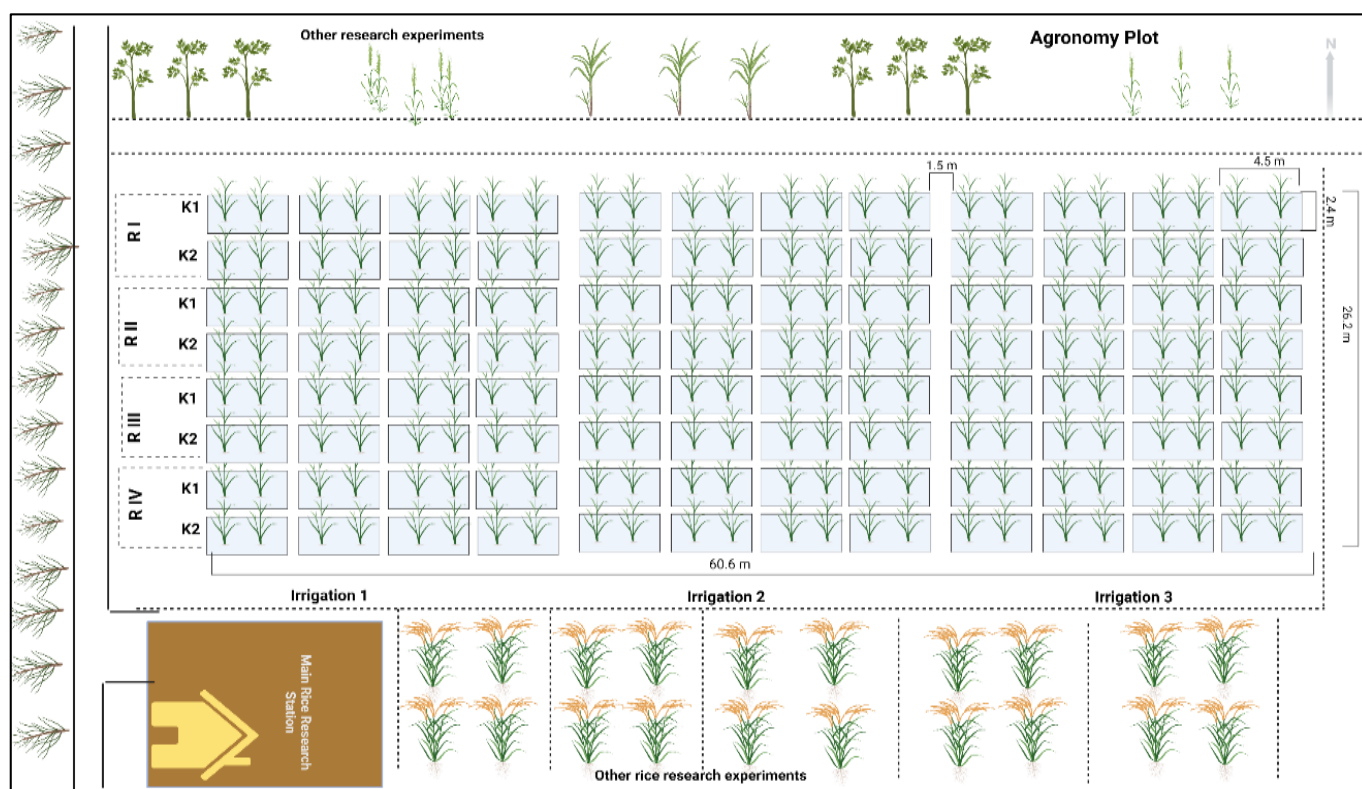 Other research experiments
Agronomy Plot
N
1.5 m
4.5 m
2.4 m
26.2 m
R I
K1
K2
R II
K1
K2
R III
K1
K2
R IV
K1
K2
60.6 m
Irrigation 1
Irrigation 2
Irrigation 3
Main Rice Research
Station
Other rice research experiments